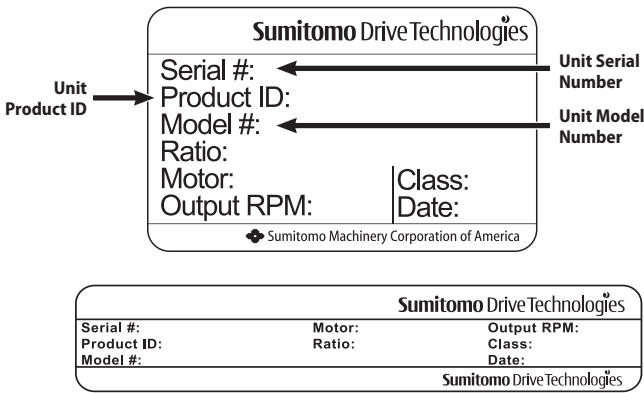 Sumitomo Drive Technologies
Serial #:
Unit Serial
Number
Unit
Product ID
Product ID:
Model #:
Unit Model
Number
Ratio:
Motor:
Class:
Output RPM:
Date:
Sumitomo Machinery Corporation of America
Sumitomo Drive Technologies
Serial #: Motor: Output RPM:
Product ID: Ratio: Class:
Model #: Date:
Sumitomo Drive Technologies